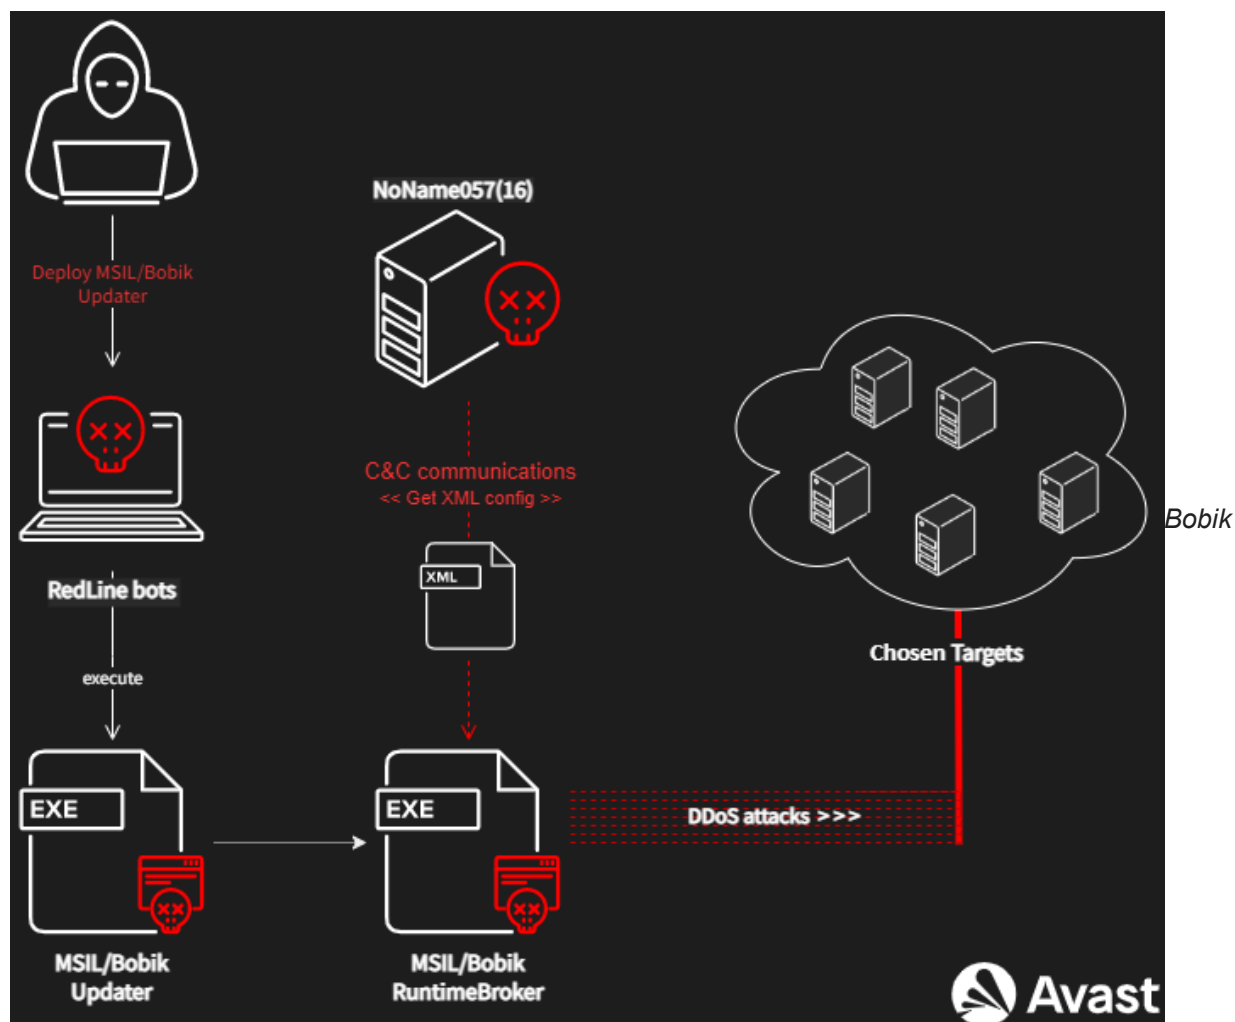 NoName057(16)
Deploy MSIL/Bobik
Updater
C&C communications
<< Get XML config >>
XML
Bobik
RedLine bots
Chosen Targets
execute
EXE
EXE
DDoS attacks >>>
MSIL/Bobik
Updater
MSIL/Bobik
RuntimeBroker
Avast